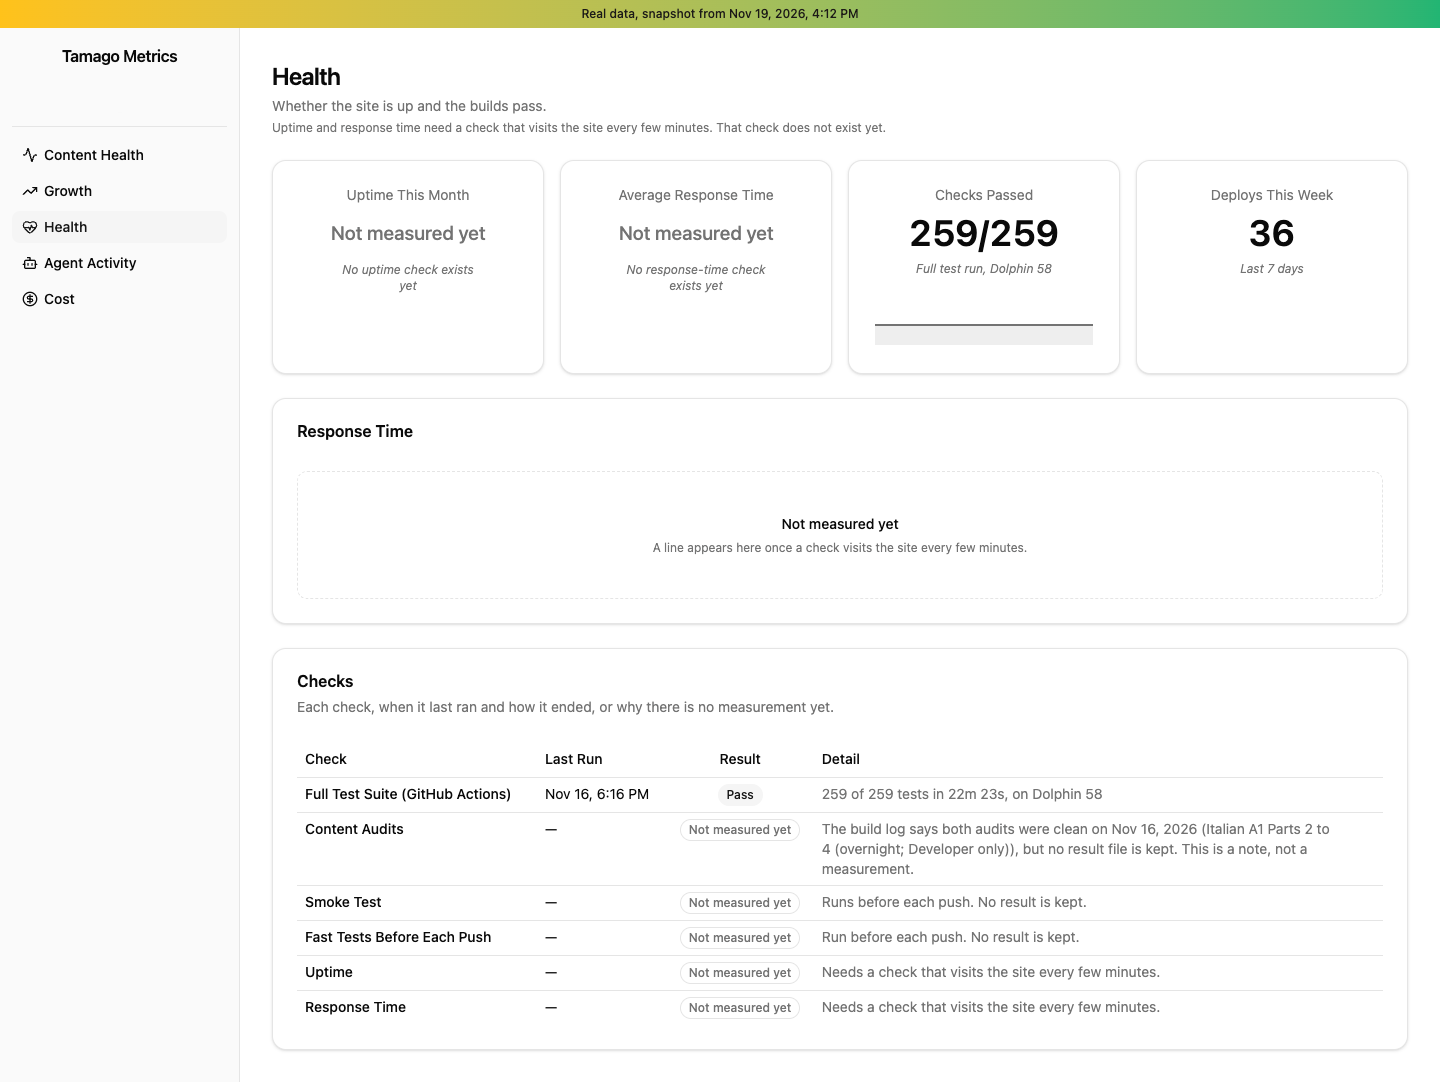 Real data, snapshot from Nov 19, 2026, 4:12 PM
Tamago Metrics
Content Health
Growth
Health
Agent Activity
Cost
Health
Whether the site is up and the builds pass.
Uptime and response time need a check that visits the site every few minutes. That check does not exist yet.
Uptime This Month
Not measured yet
No uptime check exists
yet
Average Response Time
Not measured yet
No response-time check
exists yet
Checks Passed
259/259
Full test run, Dolphin 58
Deploys This Week
36
Last 7 days
Response Time
Not measured yet
A line appears here once a check visits the site every few minutes.
Checks
Each check, when it last ran and how it ended, or why there is no measurement yet.
Check Last Run Result Detail
Full Test Suite (GitHub Actions) Nov 16, 6:16 PM Pass 259 of 259 tests in 22m 23s, on Dolphin 58
Content Audits — Not measured yet The build log says both audits were clean on Nov 16, 2026 (Italian A1 Parts 2 to
4 (overnight; Developer only)), but no result file is kept. This is a note, not a
measurement.
Smoke Test — Not measured yet Runs before each push. No result is kept.
Fast Tests Before Each Push — Not measured yet Run before each push. No result is kept.
Uptime — Not measured yet Needs a check that visits the site every few minutes.
Response Time — Not measured yet Needs a check that visits the site every few minutes.